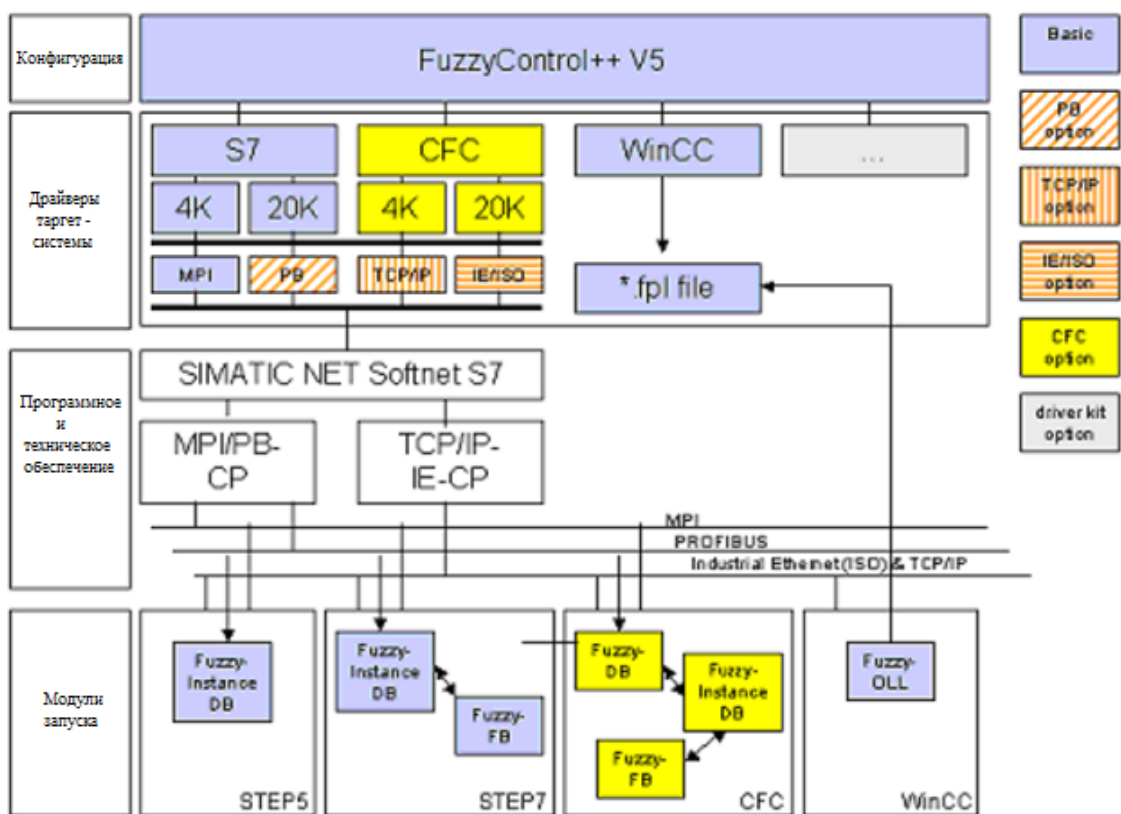 Конфигурация
FuzzyControl++ V5
Basic
PB
option
TCP/IP
option
IE/ISO
option
CFC
option
driver kit
option
Драйверы
таргет -
системы
S7
CFC
WinCC
...
4K
20K
4K
20K
MPI
PB
TCP/IP
IE/ISO
*.fpl file
Программное
и
техническое
обеспечение
SIMATIC NET Softnet S7
MPI/PB-
CP
TCP/IP-
IE-CP
MPI
PROFIBUS
Industrial Ethernet(ISO) & TCP/IP
Модули
запуска
Fuzzy-
Instance
DB
STEP5
Fuzzy-
Instance
DB
Fuzzy-
FB
STEP7
Fuzzy-
DB
Fuzzy-
Instance
DB
Fuzzy-
FB
CFC
Fuzzy-
OLL
WinCC